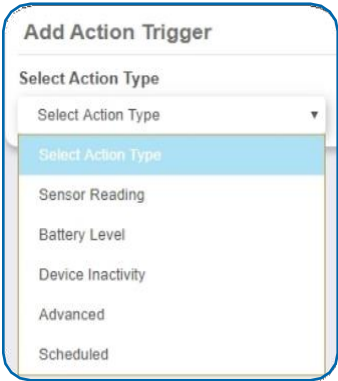 Add Action Trigger
Select Action Type
Select Action Type
Select Action Type
Sensor Reading
Battery Level
Device Inactivity
Advanced
Scheduled